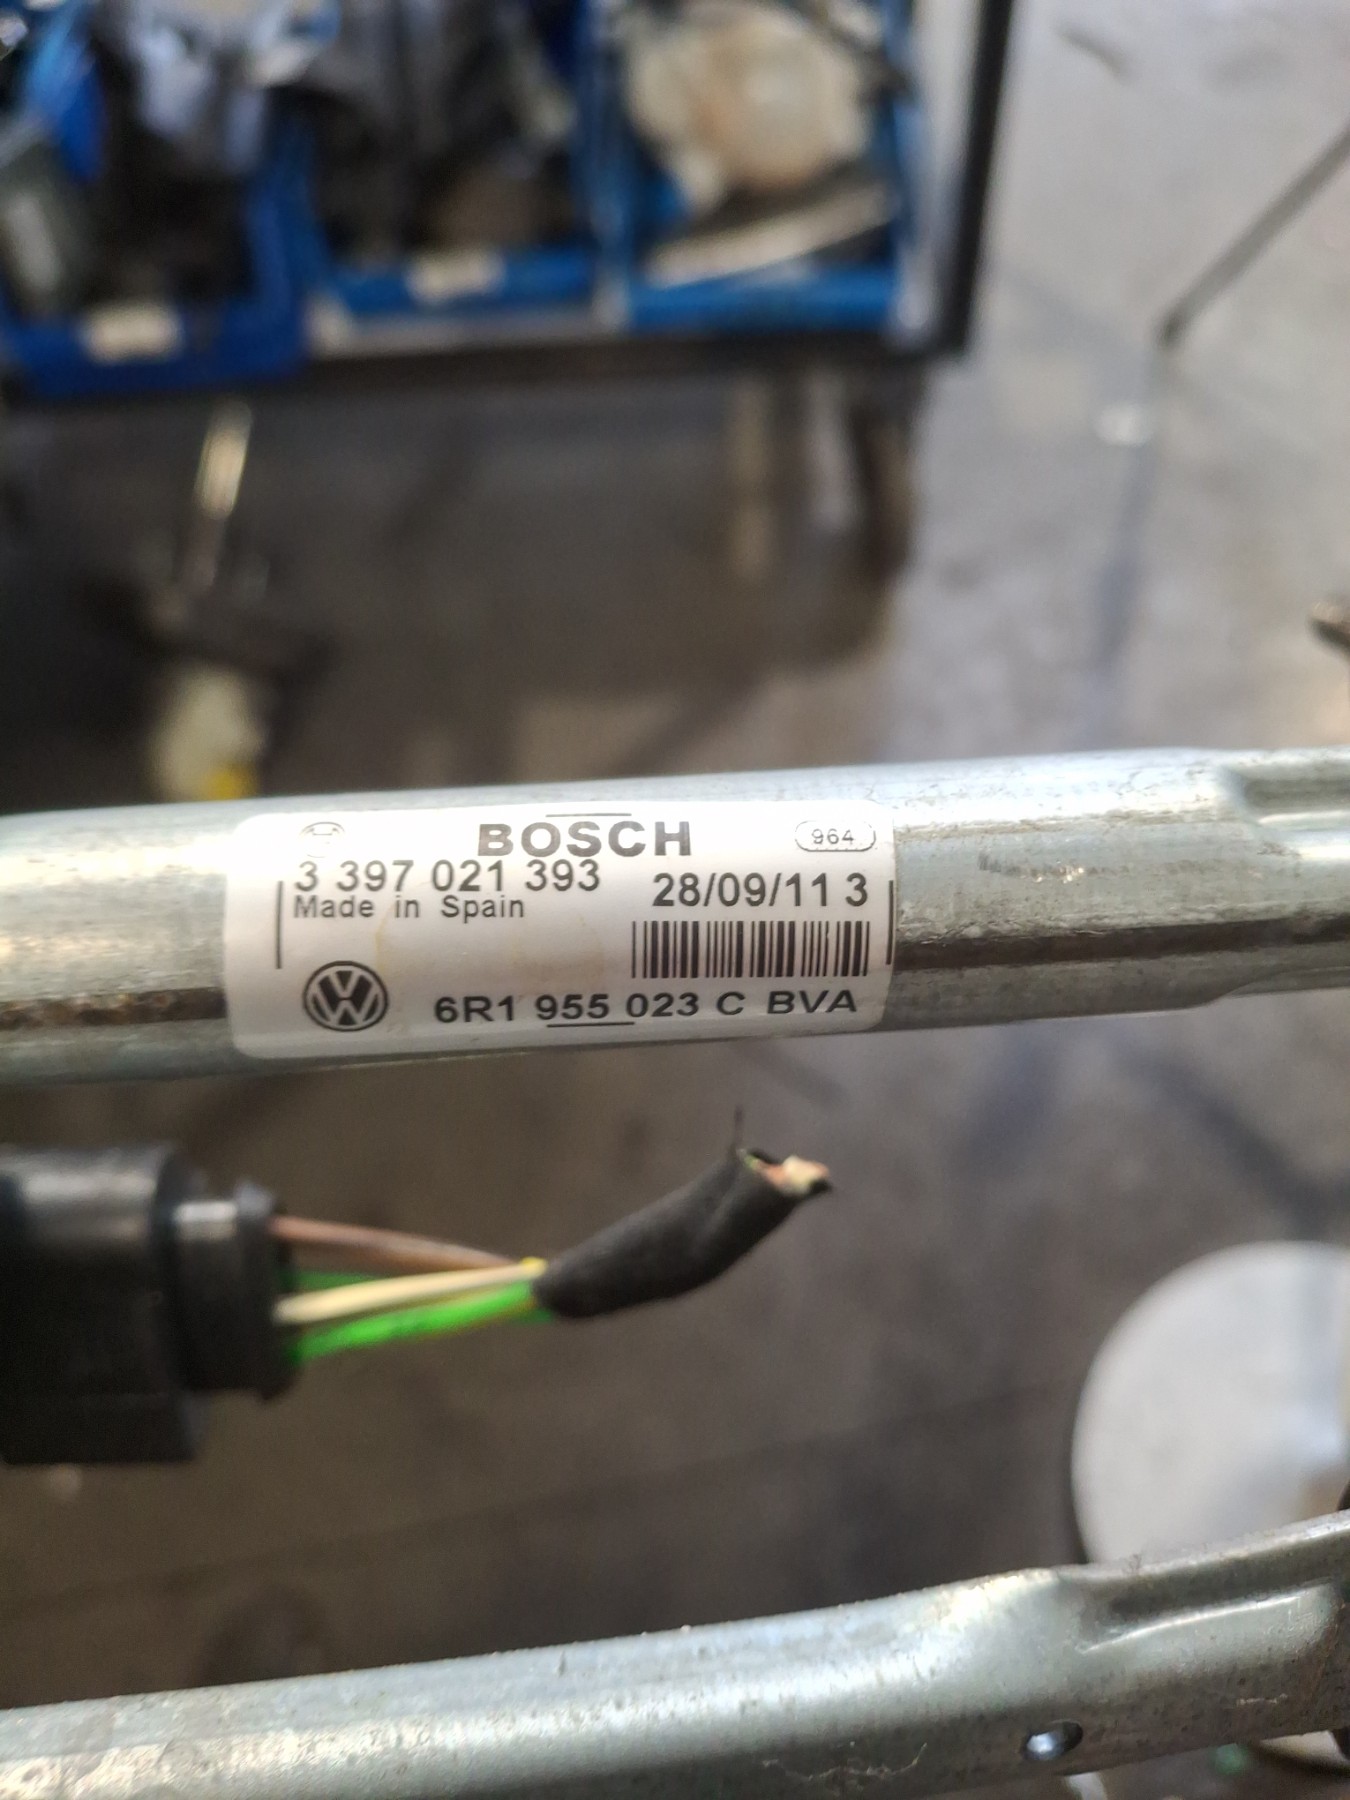 BOSCH
964
3 397 021 393
28/09/11 3
Made in Spain
6R1 955 023 C BVA